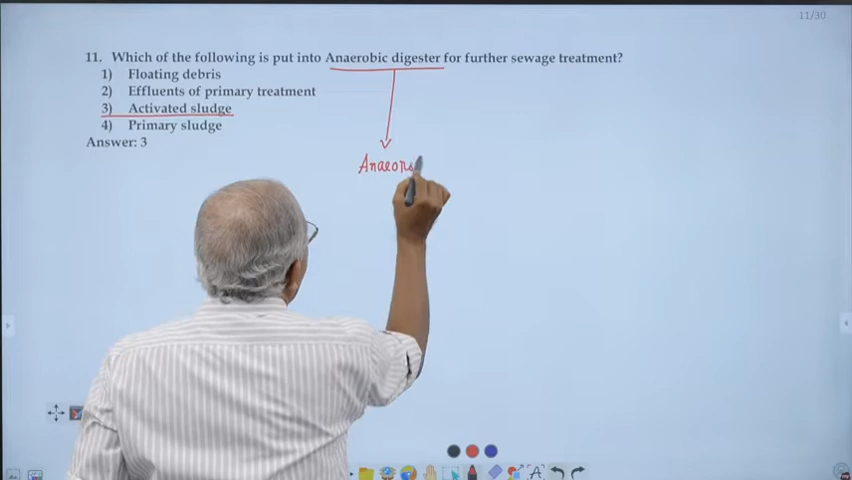 11/30
11. Which of the following is put into Anaerobic digester for further sewage treatment?
1) Floating debris
2) Effluents of primary treatment
3) Activated sludge
4) Primary sludge
Answer: 3